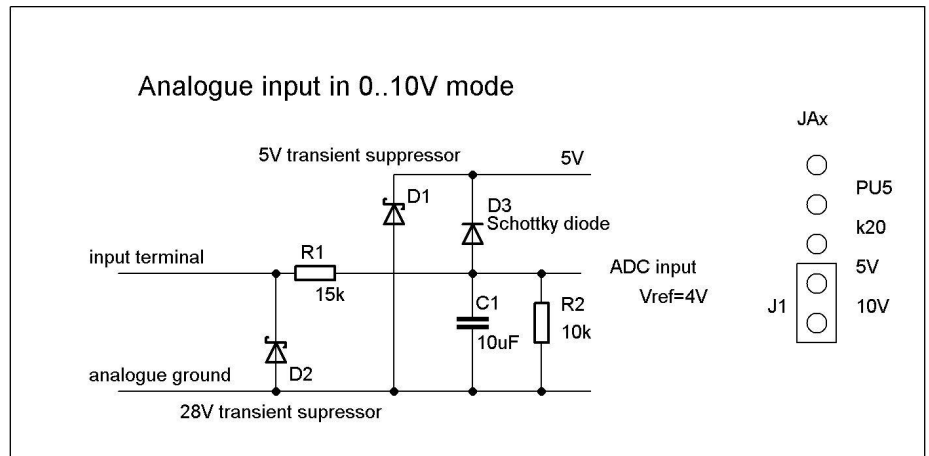 Analogue input in 0..10V mode
JAx
5V transient suppressor
5V
D1
D3
Schottky diode
PU5
k20
input terminal
R1
15k
ADC input
Vref=4V
5V
10V
J1
C1
10uF
R2
10k
analogue ground
D2
28V transient supressor